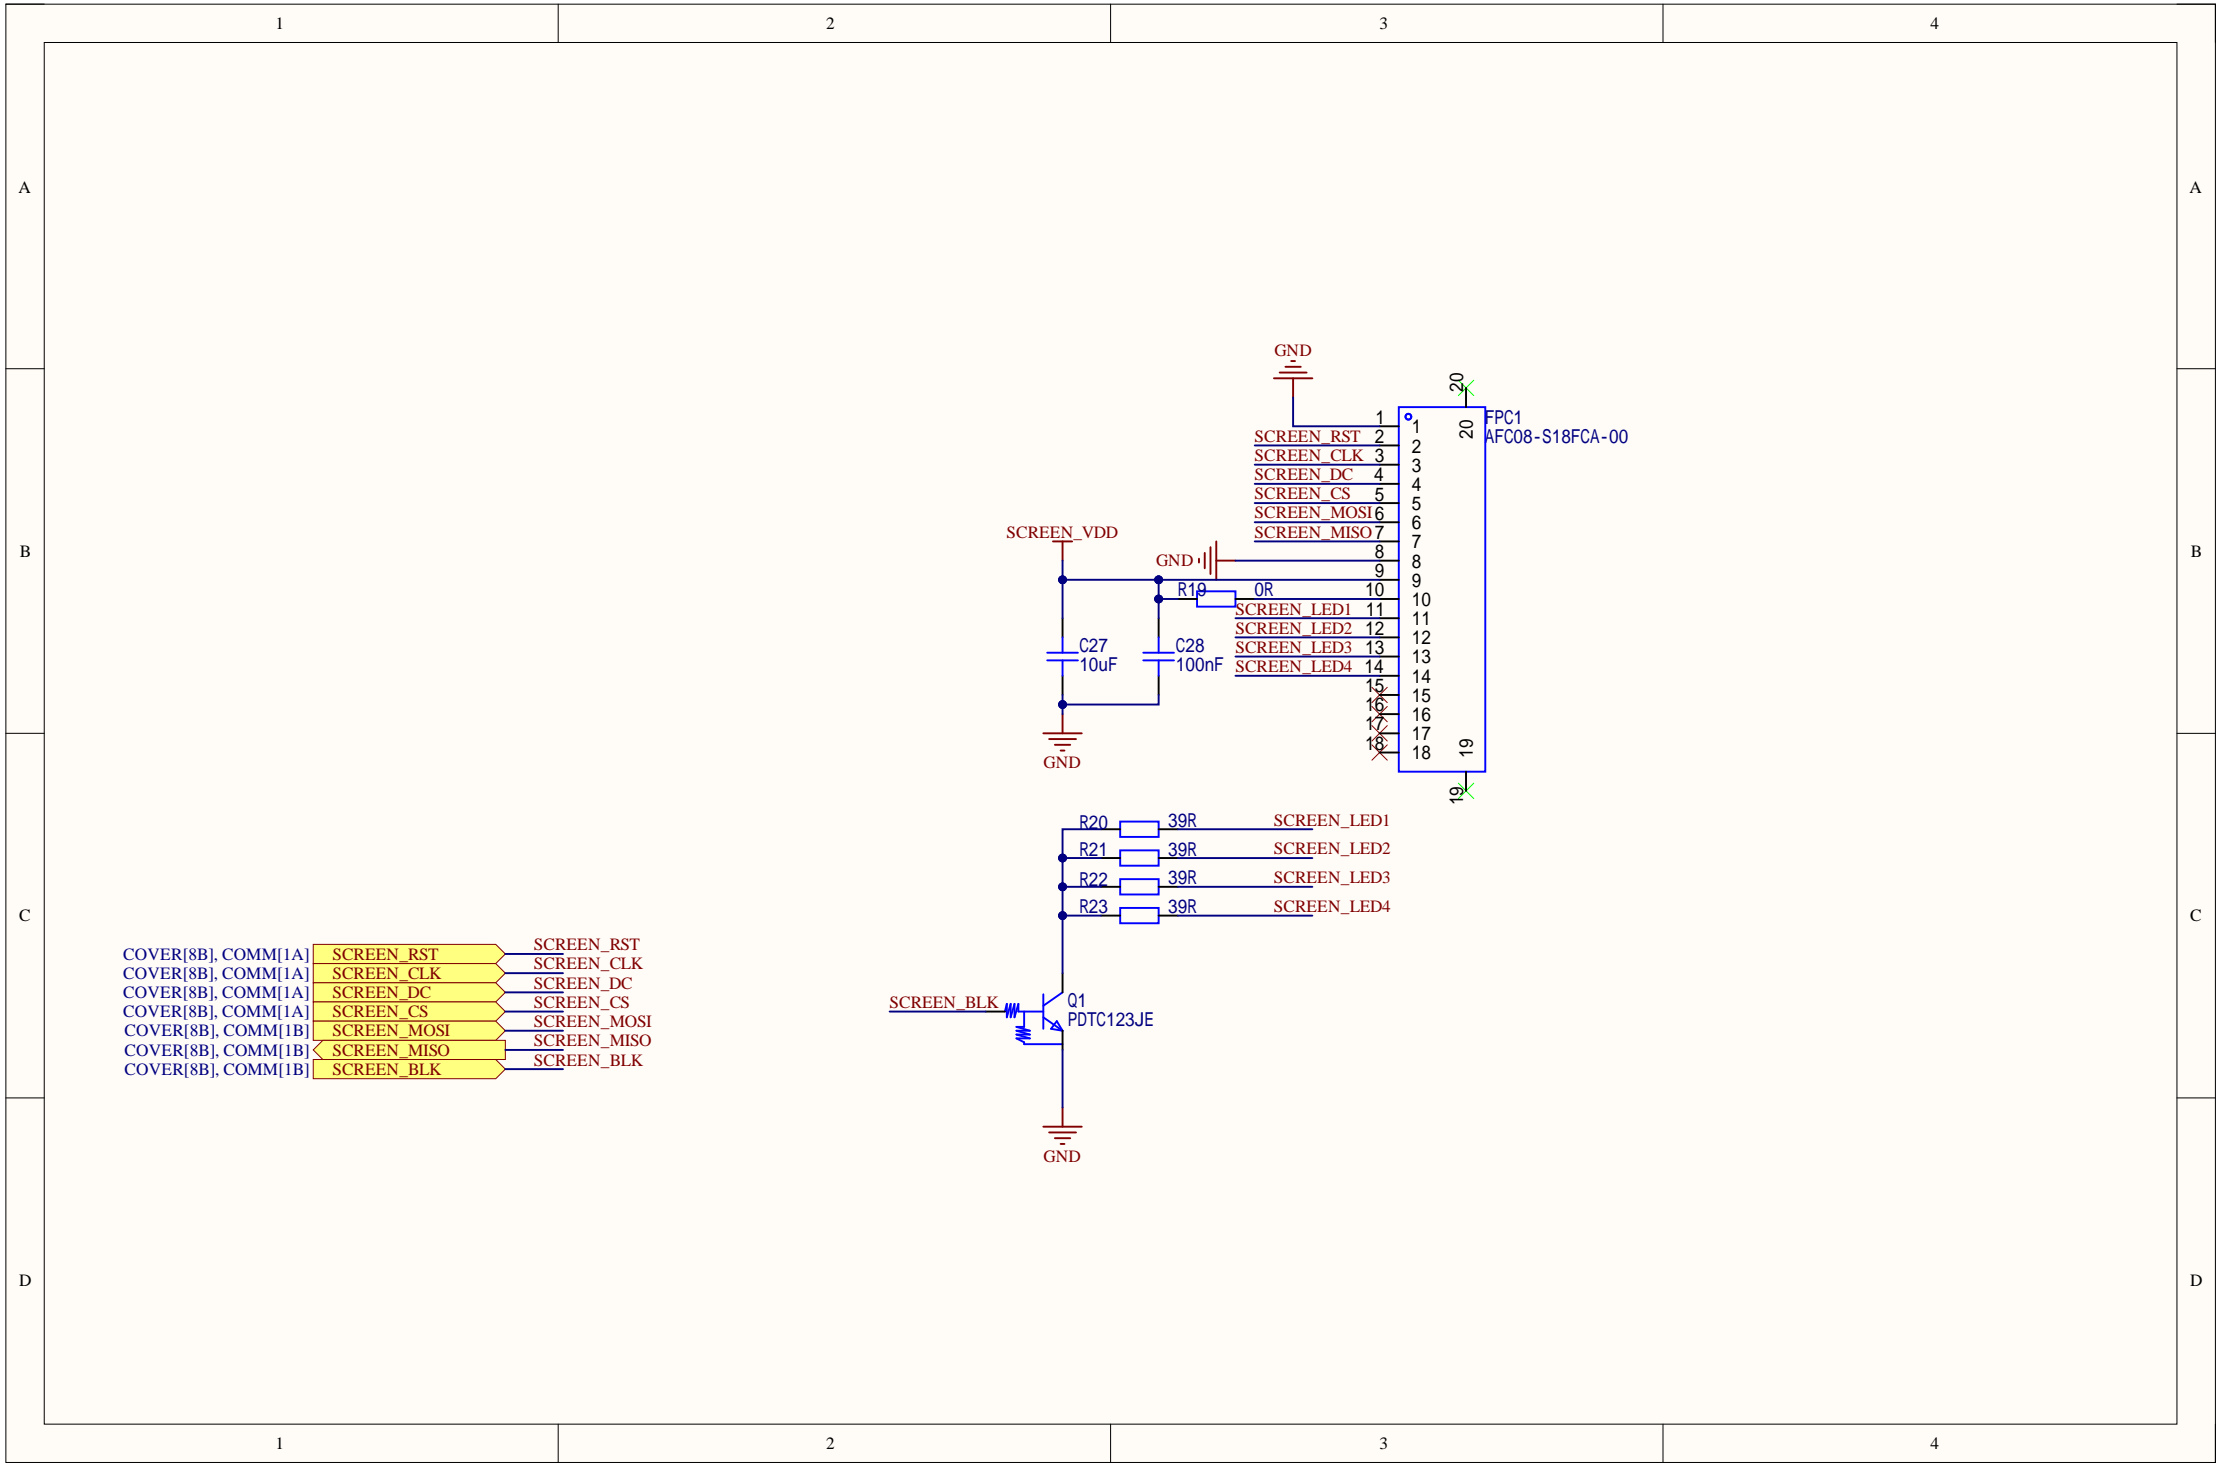 1 2 3 4
A A
GND
20
1 1 20 FPC1
AFC08-S18FCA-00
SCREEN_RST 2 2
SCREEN_CLK 3 3
SCREEN_DC 4 4
SCREEN_CS 5 5
SCREEN_MOSI 6 6
SCREEN_MISO 7 7
SCREEN_VDD
B B
GND 8 8
9 9
R19 0R 10 10
SCREEN_LED1 11 11
SCREEN_LED2 12 12
C27 C28 SCREEN_LED3 13 13
10uF 100nF SCREEN_LED4 14 14
15 15
16 16
17 17
18 18 19
GND
19
R20 39R SCREEN_LED1
R21 39R SCREEN_LED2
R22 39R SCREEN_LED3
R23 39R SCREEN_LED4
C C
COVER[8B], COMM[1A] SCREEN_RST SCREEN_RST
COVER[8B], COMM[1A] SCREEN_CLK SCREEN_CLK
COVER[8B], COMM[1A] SCREEN_DC SCREEN_DC
COVER[8B], COMM[1A] SCREEN_CS SCREEN_CS
COVER[8B], COMM[1B] SCREEN_MOSI SCREEN_MOSI
COVER[8B], COMM[1B] SCREEN_MISO SCREEN_MISO
COVER[8B], COMM[1B] SCREEN_BLK SCREEN_BLK
SCREEN_BLK Q1
PDTC123JE
GND
D D
1 2 3 4